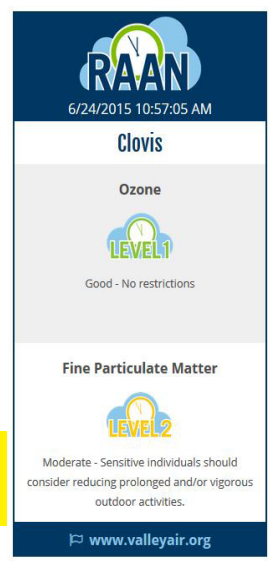 RAAN
6/24/2015 10:57:05 AM
Clovis
Ozone
LEVEL1
Good - No restrictions
Fine Particulate Matter
LEVEL2
Moderate - Sensitive individuals should
consider reducing prolonged and/or vigorous
outdoor activities.
www.valleyair.org